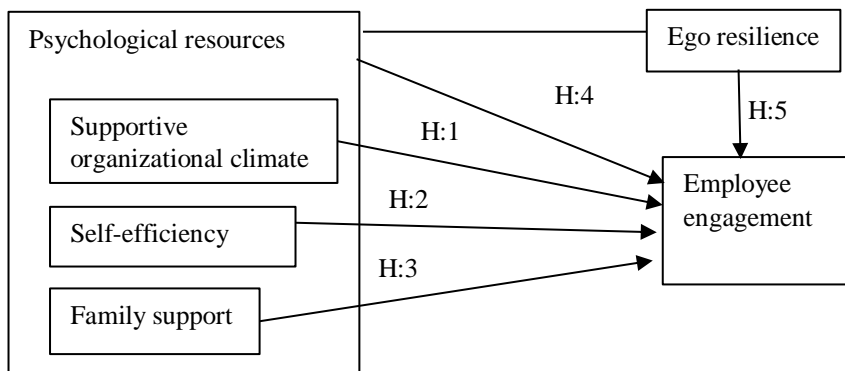 Psychological resources
Ego resilience
H:4
H:5
Supportive
organizational climate
H:1
Employee
engagement
H:2
Self-efficiency
H:3
Family support